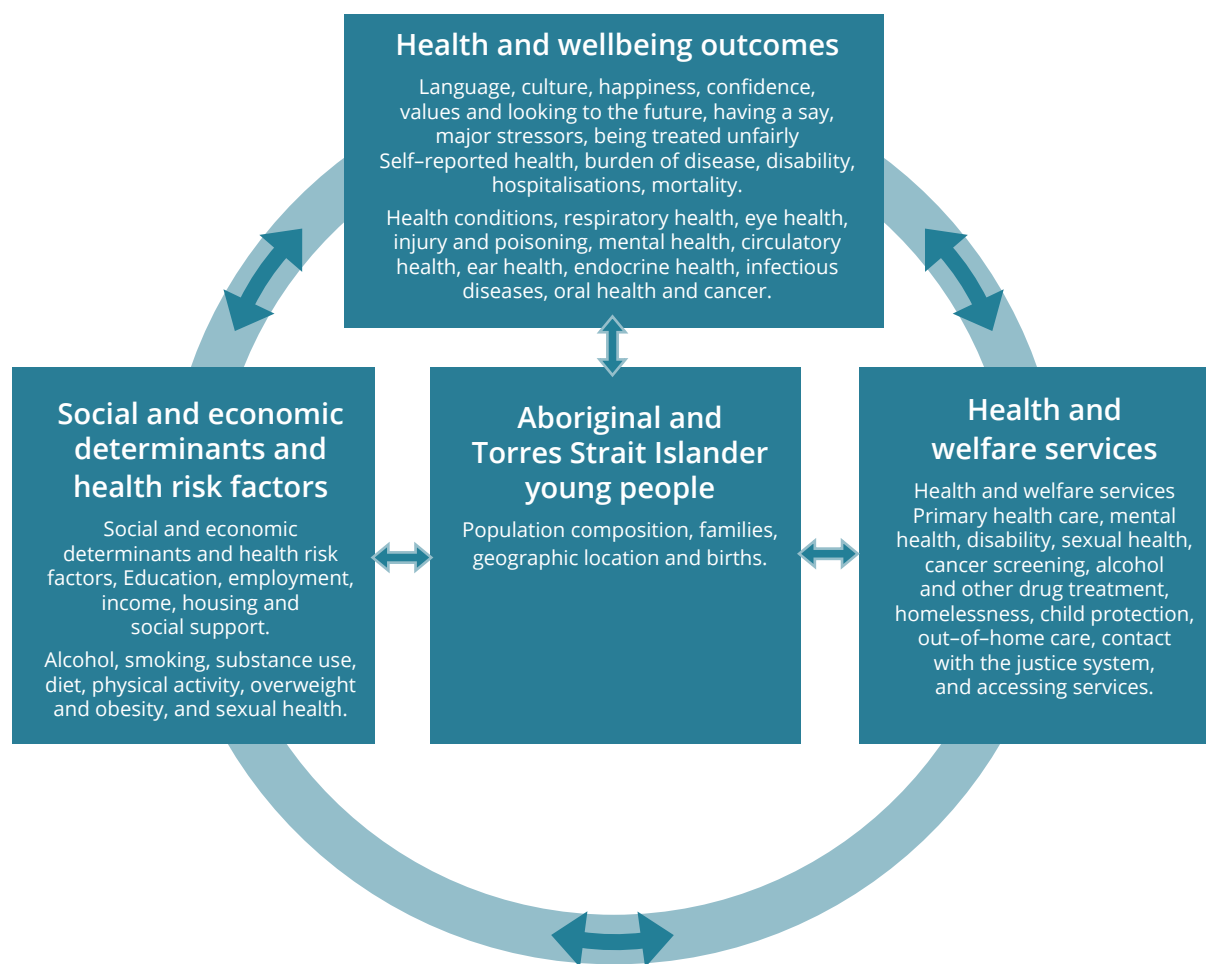 Health and wellbeing outcomes
Language, culture, happiness, confidence,
values and looking to the future, having a say,
major stressors, being treated unfairly
Self–reported health, burden of disease, disability,
hospitalisations, mortality.
Health conditions, respiratory health, eye health,
injury and poisoning, mental health, circulatory
health, ear health, endocrine health, infectious
diseases, oral health and cancer.
Social and economic
determinants and
health risk factors
Social and economic
determinants and health risk
factors, Education, employment,
income, housing and
social support.
Alcohol, smoking, substance use,
diet, physical activity, overweight
and obesity, and sexual health.
Aboriginal and
Torres Strait Islander
young people
Population composition, families,
geographic location and births.
Health and
welfare services
Health and welfare services
Primary health care, mental
health, disability, sexual health,
cancer screening, alcohol
and other drug treatment,
homelessness, child protection,
out–of–home care, contact
with the justice system,
and accessing services.